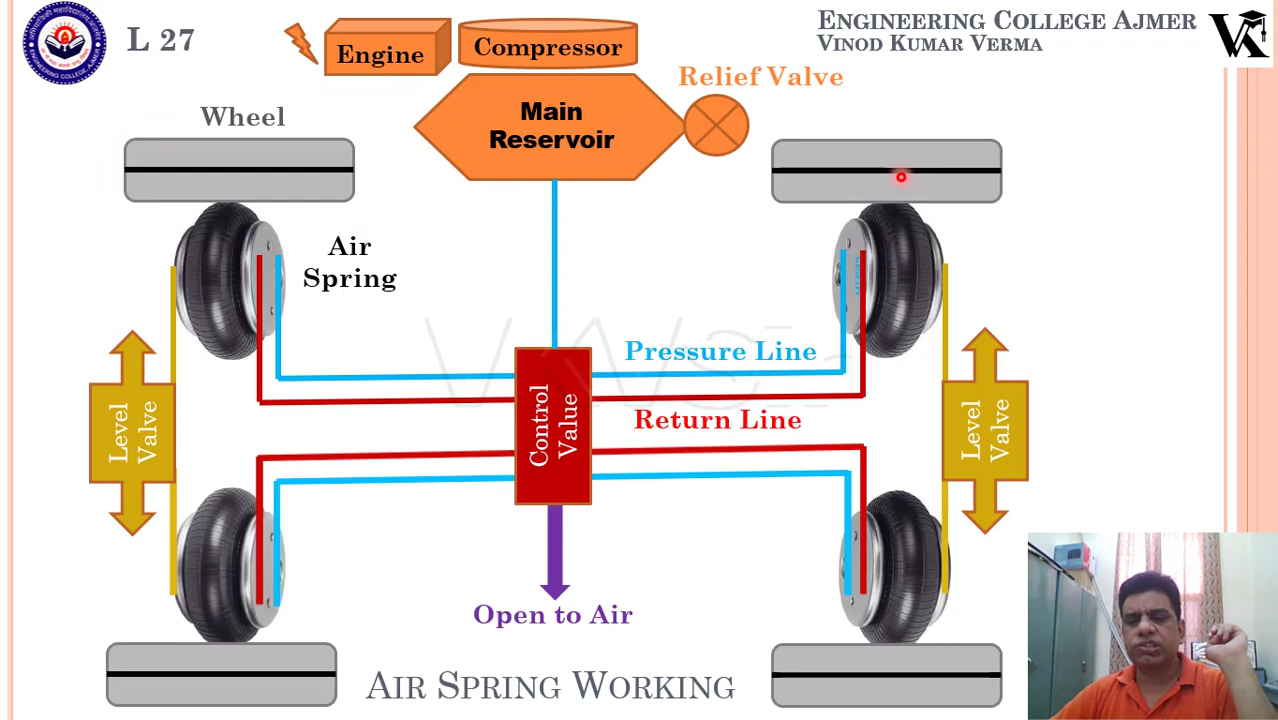 L 27
ENGINEERING COLLEGE AJMER
VINOD KUMAR VERMA
Engine
Compressor
Relief Valve
Main
Reservoir
Wheel
Air
Spring
Pressure Line
Return Line
Level
Valve
Control
Value
Level
Valve
Open to Air
AIR SPRING WORKING